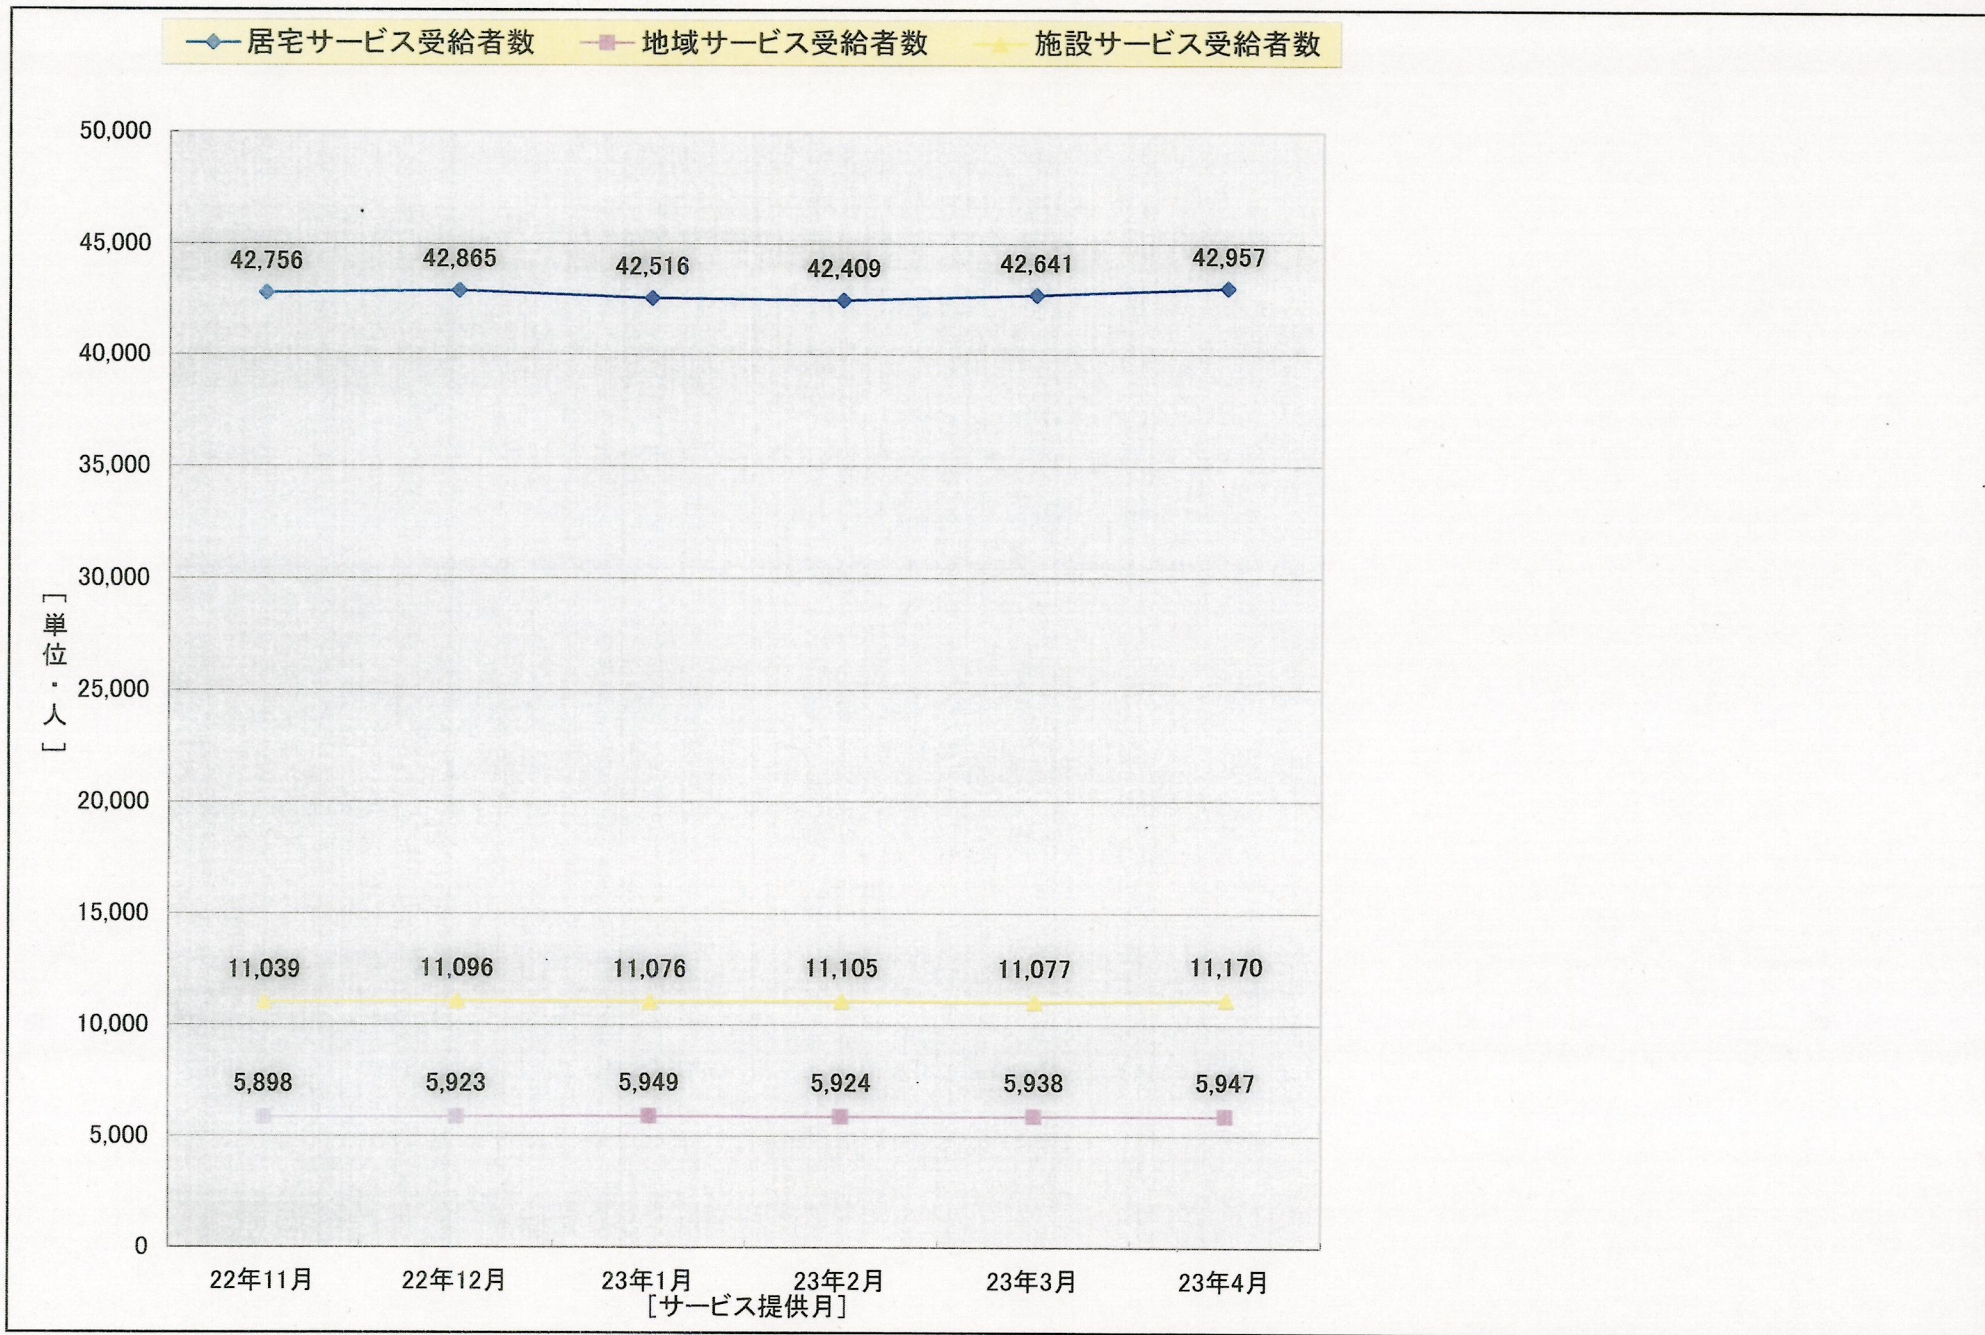 居宅サービス受給者数 地域サービス受給者数 施設サービス受給者数
50,000
45,000
42,756 42,865 42,516 42,409 42,641 42,957
40,000
35,000
30,000
[単位・人]
25,000
20,000
15,000
11,039 11,096 11,076 11,105 11,077 11,170
10,000
5,898 5,923 5,949 5,924 5,938 5,947
5,000
0
22年11月 22年12月 23年1月 23年2月 23年3月 23年4月
[サービス提供月]